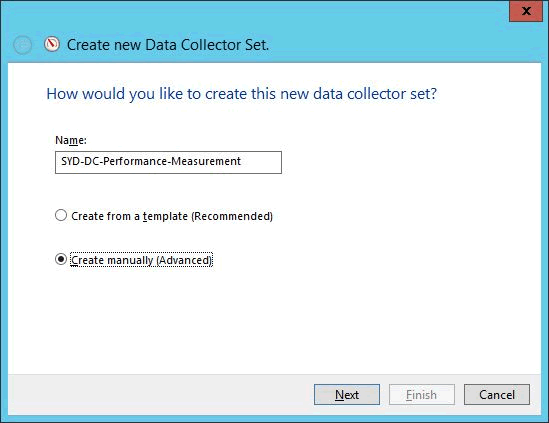 x
Create new Data Collector Set.
How would you like to create this new data collector set?
Name:
SYD-DC-Performance-Measurement
Create from a template (Recommended)
Create manually (Advanced)
Next Finish Cancel